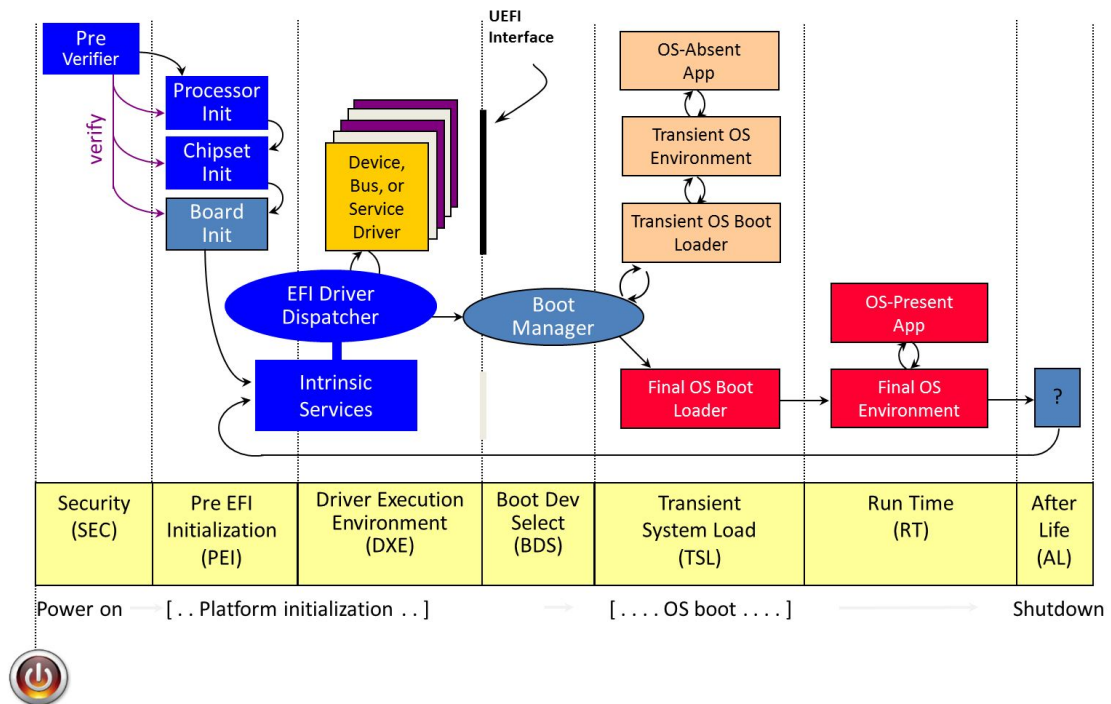 UEFI
Interface
Pre
Verifier
verify
Processor
Init
Chipset
Init
Board
Init
Device,
Bus, or
Service
Driver
EFI Driver
Dispatcher
Intrinsic
Services
Boot
Manager
OS-Absent
App
Transient OS
Environment
Transient OS Boot
Loader
Final OS Boot
Loader
OS-Present
App
Final OS
Environment
?
Security
(SEC)
Pre EFI
Initialization
(PEI)
Driver Execution
Environment
(DXE)
Boot Dev
Select
(BDS)
Transient
System Load
(TSL)
Run Time
(RT)
After
Life
(AL)
Power on
[ . . Platform initialization . . ]
[ . . . . OS boot . . . . ]
Shutdown